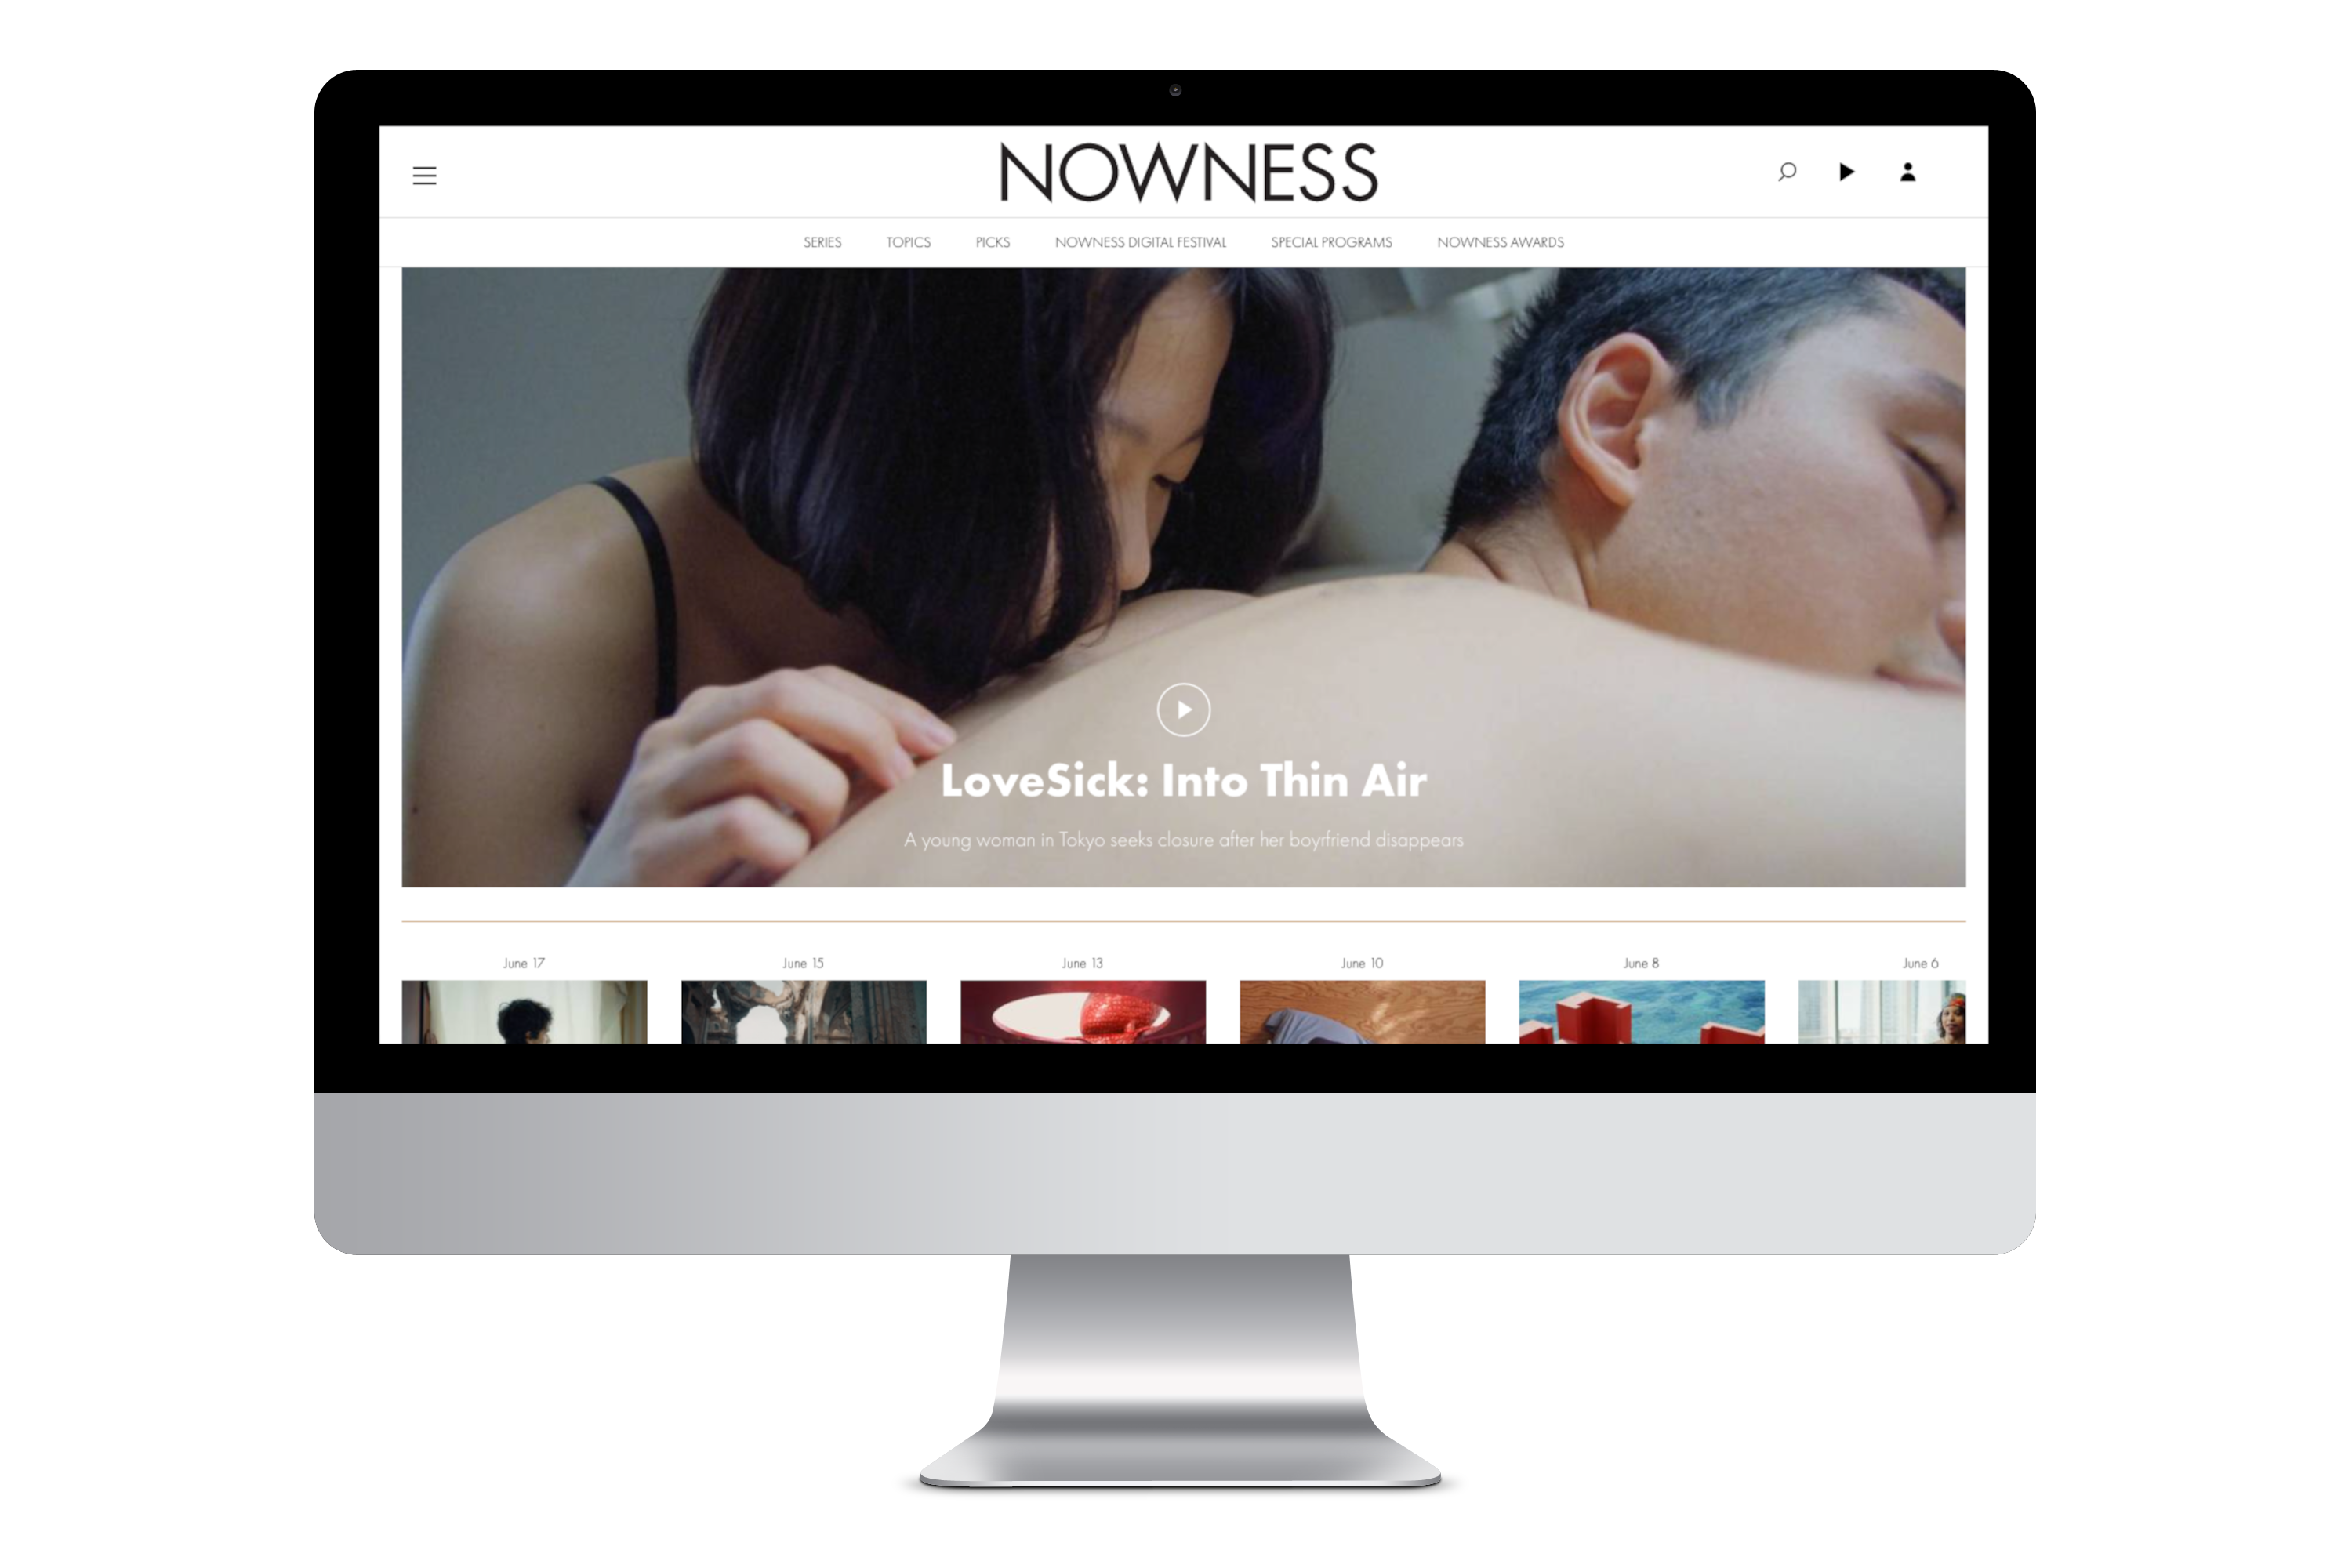 NOWNESS
SERIES TOPICS PICKS NOWNESS DIGITAL FESTIVAL SPECIAL PROGRAMS NOWNESS AWARDS
LoveSick: Into Thin Air
A young woman in Tokyo seeks closure after her boyfriend disappears
June 17 June 15 June 13 June 10 June 8 June 6